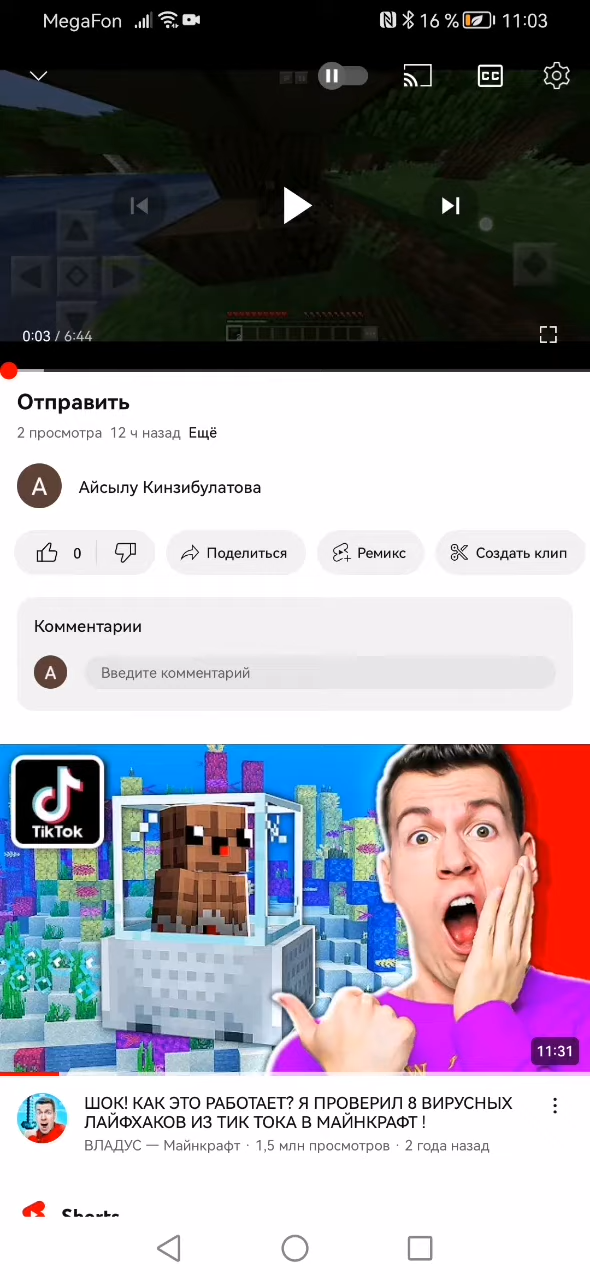 MegaFon 16 % 11:03
CC
0:03 / 6:44
Отправить
2 просмотра 12 ч назад Ещё
А Айсылу Кинзибулатова
0 Поделиться Ремикс Создать клип
Комментарии
А Введите комментарий
TikTok
11:31
ШОК! КАК ЭТО РАБОТАЕТ? Я ПРОВЕРИЛ 8 ВИРУСНЫХ
ЛАЙФХАКОВ ИЗ ТИК ТОКА В МАЙНКРАФТ !
ВЛАДУС — Майнкрафт · 1,5 млн просмотров · 2 года назад
Shorts